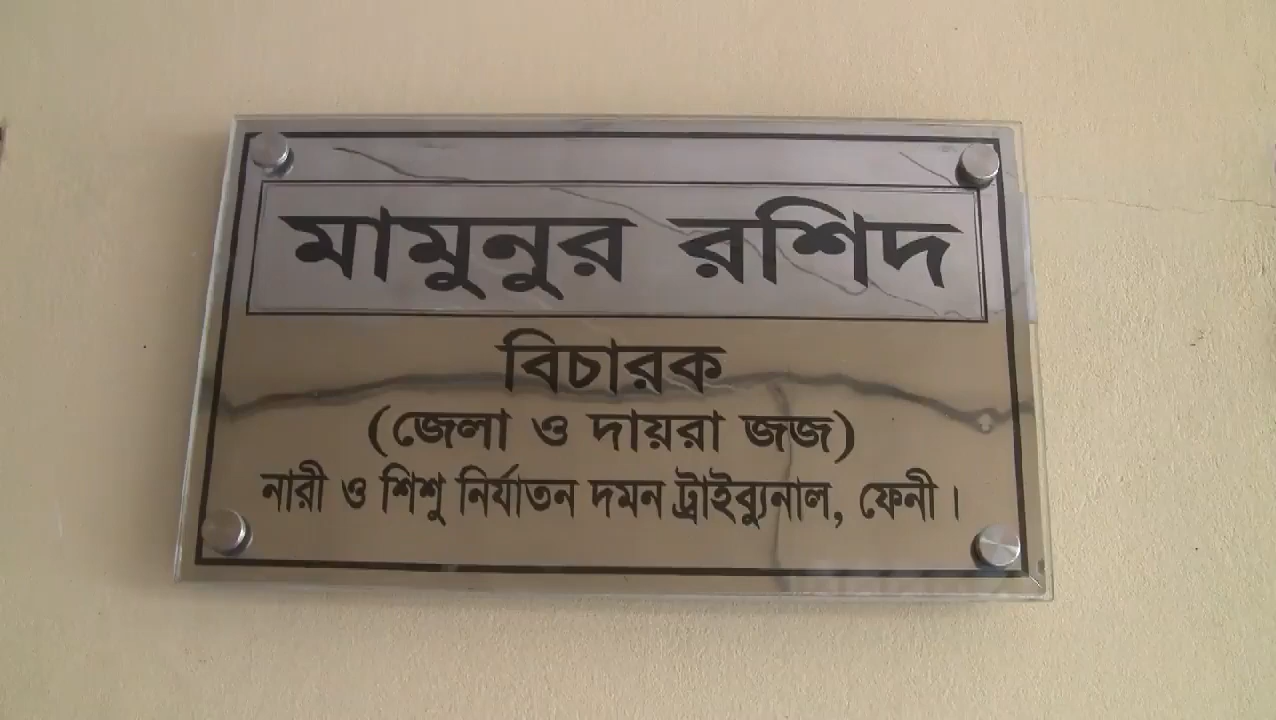 মামুনুর রশিদ
বিচারক
(জেলা ও দায়রা জজ)
নারী ও শিশু নির্যাতন দমন ট্রাইব্যুনাল, ফেনী।